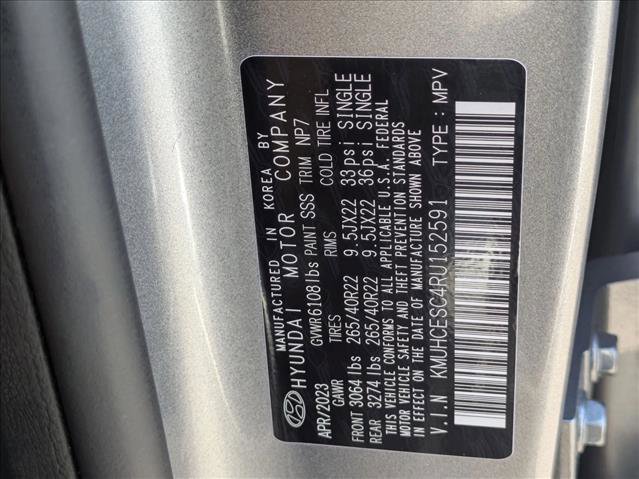 MANUFACTURED IN KOREA BY
HYUNDAI MOTOR COMPANY
APR/2023 GVWR 6108 lbs PAINT SSS TRIM NP7
GAWR TIRES RIMS COLD TIRE INFL
FRONT 3064 lbs 265/40R22 9.5JX22 33psi SINGLE
REAR 3274 lbs 265/40R22 9.5JX22 36psi SINGLE
THIS VEHICLE CONFORMS TO ALL APPLICABLE U.S.A. FEDERAL
MOTOR VEHICLE SAFETY AND THEFT PREVENTION STANDARDS
IN EFFECT ON THE DATE OF MANUFACTURE SHOWN ABOVE
V.I.N KMUHCESC4RU152591 TYPE : MPV